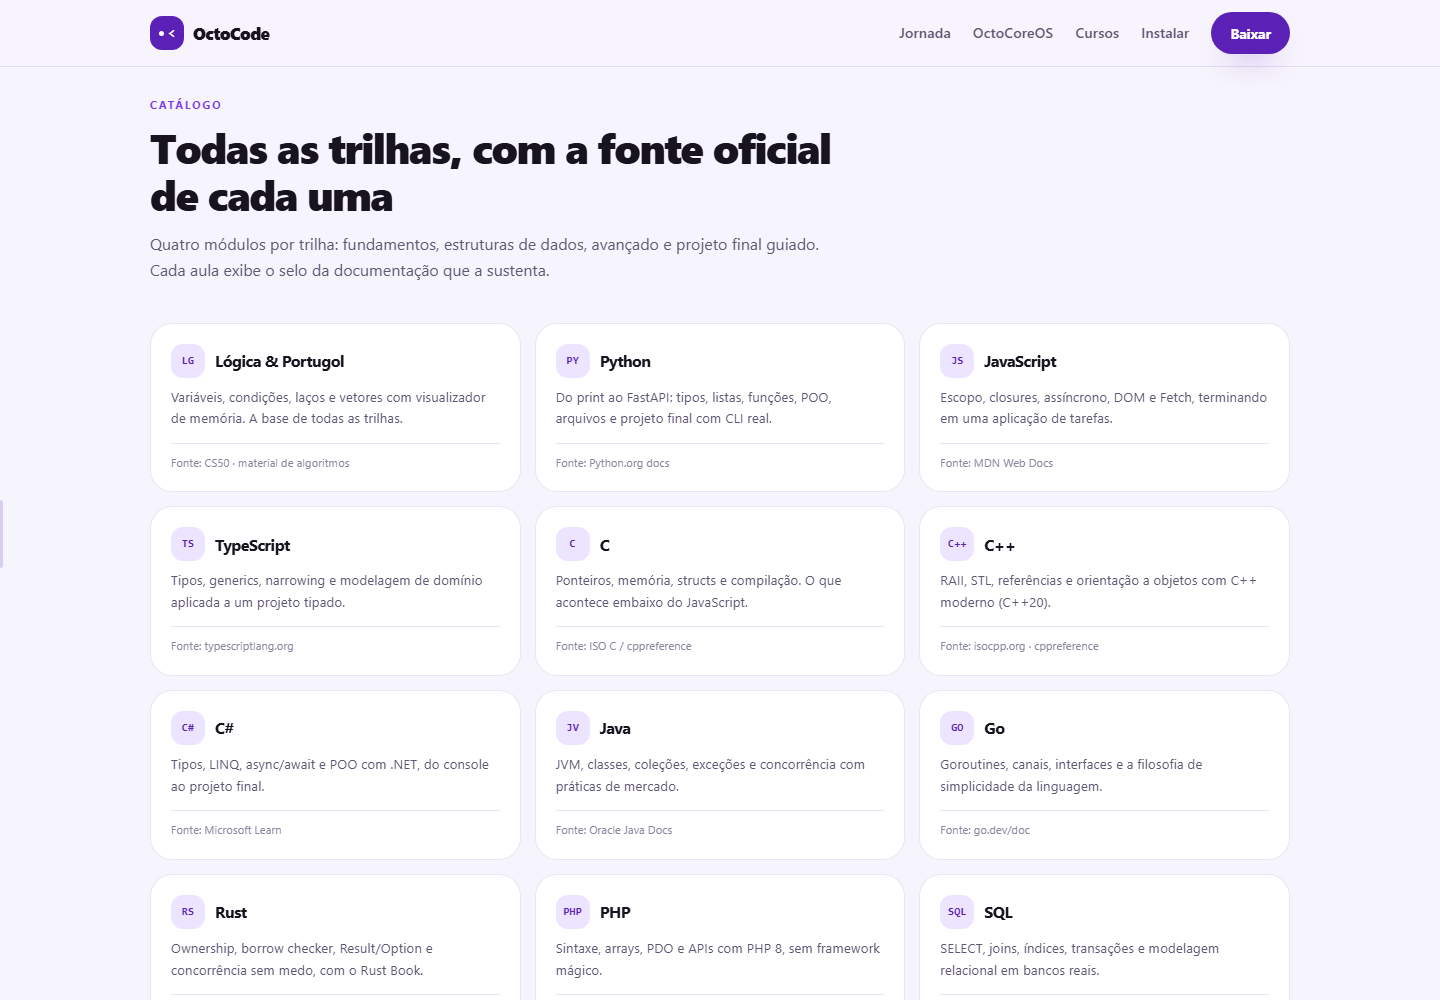 OctoCode
Jornada
OctoCoreOS
Cursos
Instalar
Baixar
CATÁLOGO
Todas as trilhas, com a fonte oficial
de cada uma
Quatro módulos por trilha: fundamentos, estruturas de dados, avançado e projeto final guiado.
Cada aula exibe o selo da documentação que a sustenta.
LG
Lógica & Portugol
Variáveis, condições, laços e vetores com visualizador
de memória. A base de todas as trilhas.
Fonte: CS50 · material de algoritmos
PY
Python
Do print ao FastAPI: tipos, listas, funções, POO,
arquivos e projeto final com CLI real.
Fonte: Python.org docs
JS
JavaScript
Escopo, closures, assíncrono, DOM e Fetch, terminando
em uma aplicação de tarefas.
Fonte: MDN Web Docs
TS
TypeScript
Tipos, generics, narrowing e modelagem de domínio
aplicada a um projeto tipado.
Fonte: typescriptlang.org
C
C
Ponteiros, memória, structs e compilação. O que
acontece embaixo do JavaScript.
Fonte: ISO C / cppreference
C++
C++
RAII, STL, referências e orientação a objetos com C++
moderno (C++20).
Fonte: isocpp.org · cppreference
C#
C#
Tipos, LINQ, async/await e POO com .NET, do console
ao projeto final.
Fonte: Microsoft Learn
JV
Java
JVM, classes, coleções, exceções e concorrência com
práticas de mercado.
Fonte: Oracle Java Docs
GO
Go
Goroutines, canais, interfaces e a filosofia de
simplicidade da linguagem.
Fonte: go.dev/doc
RS
Rust
Ownership, borrow checker, Result/Option e
concorrência sem medo, com o Rust Book.
PHP
PHP
Sintaxe, arrays, PDO e APIs com PHP 8, sem framework
mágico.
SQL
SQL
SELECT, joins, índices, transações e modelagem
relacional em bancos reais.